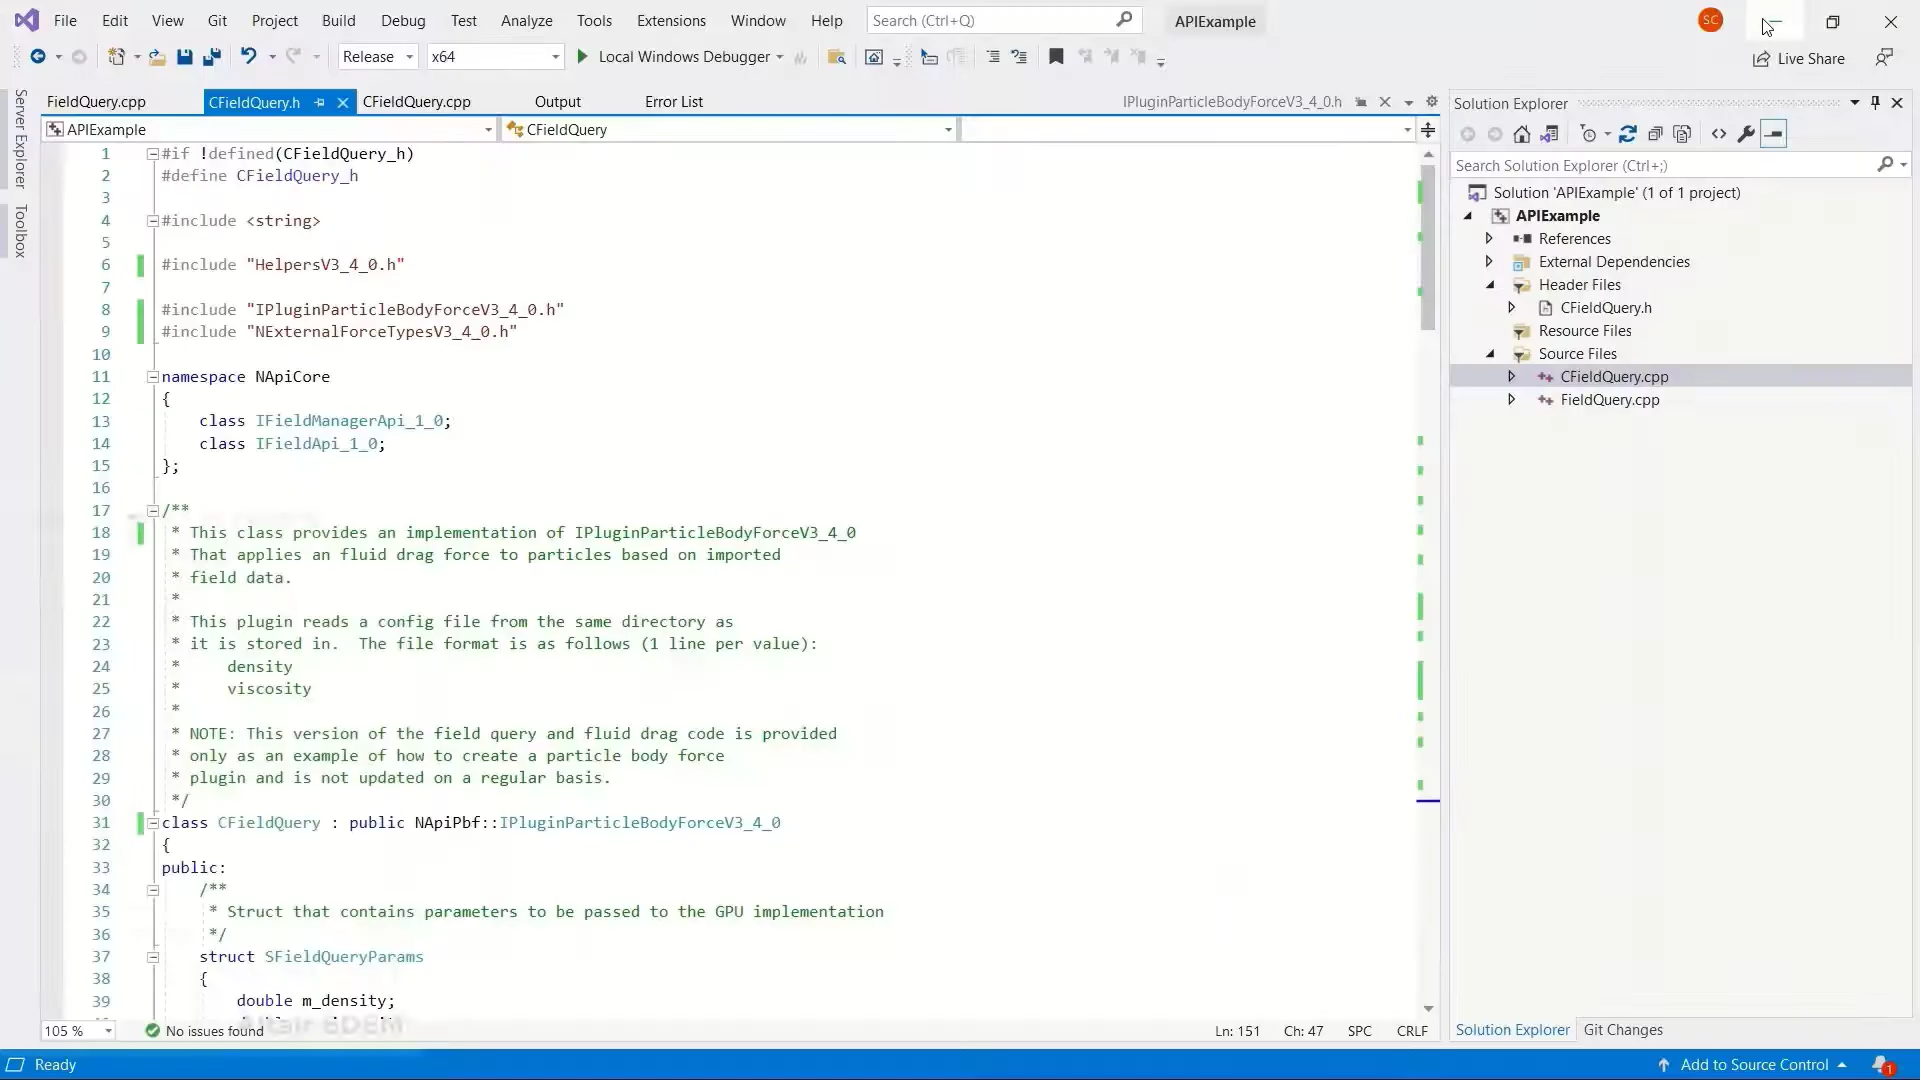 File Edit View Git Project Build Debug Test Analyze Tools Extensions Window Help Search (Ctrl+Q) APIExample SC
Release x64 Local Windows Debugger Live Share
Server Explorer
Toolbox
FieldQuery.cpp CFieldQuery.h CFieldQuery.cpp Output Error List IPluginParticleBodyForceV3_4_0.h
APIExample CFieldQuery
1 #if !defined(CFieldQuery_h)
2 #define CFieldQuery_h
3
4 #include <string>
5
6 #include "HelpersV3_4_0.h"
7
8 #include "IPluginParticleBodyForceV3_4_0.h"
9 #include "NExternalForceTypesV3_4_0.h"
10
11 namespace NApiCore
12 {
13 class IFieldManagerApi_1_0;
14 class IFieldApi_1_0;
15 };
16
17 /**
18 * This class provides an implementation of IPluginParticleBodyForceV3_4_0
19 * That applies an fluid drag force to particles based on imported
20 * field data.
21 *
22 * This plugin reads a config file from the same directory as
23 * it is stored in.  The file format is as follows (1 line per value):
24 * density
25 * viscosity
26 *
27 * NOTE: This version of the field query and fluid drag code is provided
28 * only as an example of how to create a particle body force
29 * plugin and is not updated on a regular basis.
30 */
31 class CFieldQuery : public NApiPbf::IPluginParticleBodyForceV3_4_0
32 {
33 public:
34 /**
35 * Struct that contains parameters to be passed to the GPU implementation
36 */
37 struct SFieldQueryParams
38 {
39 double m_density;
105 % No issues found Ln: 151 Ch: 47 SPC CRLF
Altair EDEM
Solution Explorer
Search Solution Explorer (Ctrl+;)
Solution 'APIExample' (1 of 1 project)
APIExample
References
External Dependencies
Header Files
CFieldQuery.h
Resource Files
Source Files
CFieldQuery.cpp
FieldQuery.cpp
Solution Explorer Git Changes
Ready Add to Source Control 1